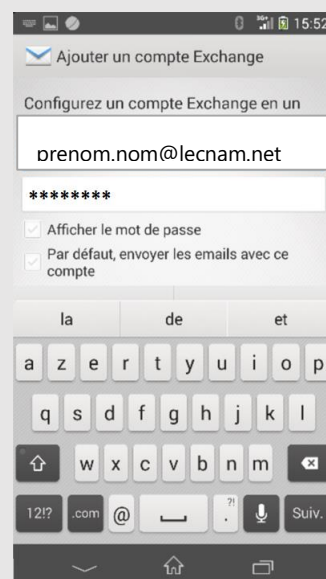 15:52
Ajouter un compte Exchange
Configurez un compte Exchange en un
prenom.nom@lecnam.net
********
Afficher le mot de passe
Par défaut, envoyer les emails avec ce
compte
la de et
a z e r t y u i o p
q s d f g h j k l
w x c v b n m
12!? .com @ ?! . Suiv.